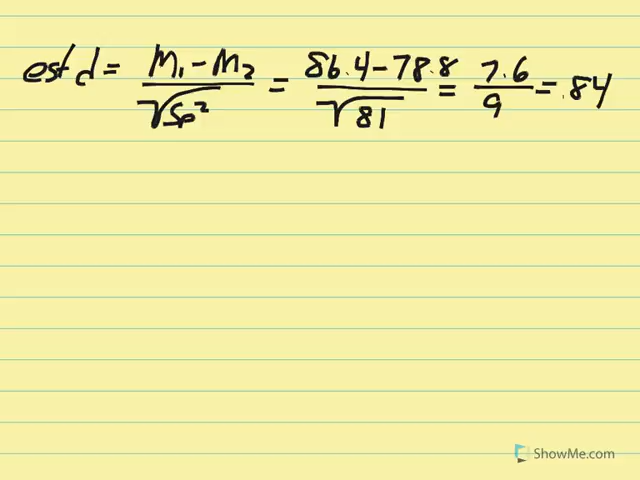 est d = M₁ - M₂ / √Sp² = 86.4 - 78.8 / √81 = 7.6 / 9 = .84
ShowMe.com